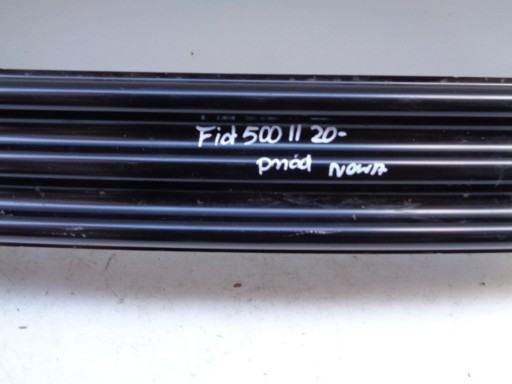 Fiat 500 II 20-
przód NOWA